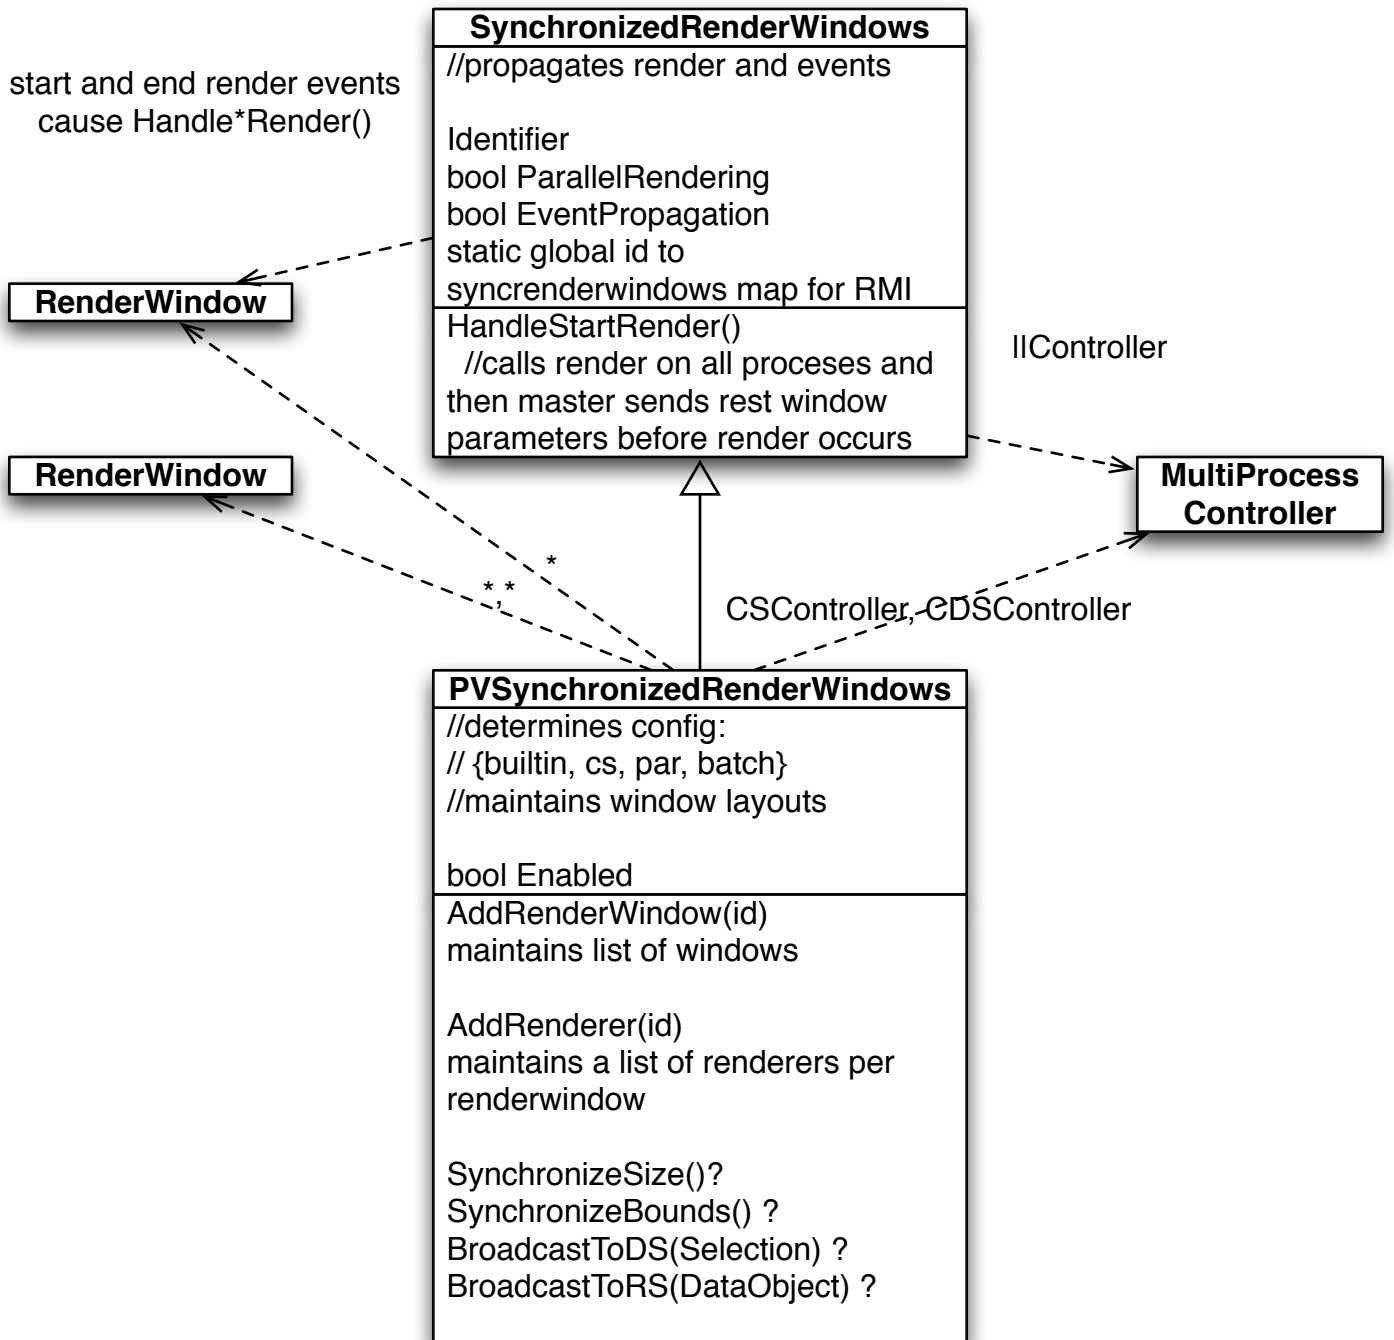 SynchronizedRenderWindows
//propagates render and events
Identifier
bool ParallelRendering
bool EventPropagation
static global id to
syncrenderwindows map for RMI
HandleStartRender()
//calls render on all proceses and
then master sends rest window
parameters before render occurs
start and end render events
cause Handle*Render()
RenderWindow
RenderWindow
llController
MultiProcess
Controller
*
*,*
CSController, CDSController
PVSynchronizedRenderWindows
//determines config:
// {builtin, cs, par, batch}
//maintains window layouts
bool Enabled
AddRenderWindow(id)
maintains list of windows
AddRenderer(id)
maintains a list of renderers per
renderwindow
SynchronizeSize()?
SynchronizeBounds() ?
BroadcastToDS(Selection) ?
BroadcastToRS(DataObject) ?